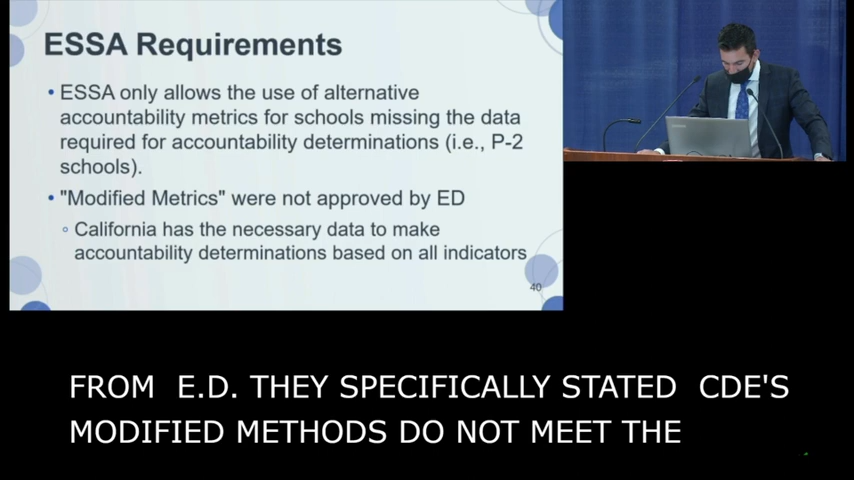 ESSA Requirements
• ESSA only allows the use of alternative
accountability metrics for schools missing the data
required for accountability determinations (i.e., P-2
schools).
• "Modified Metrics" were not approved by ED
◦ California has the necessary data to make
accountability determinations based on all indicators
40
FROM  E.D. THEY SPECIFICALLY STATED  CDE'S
MODIFIED METHODS DO NOT MEET THE